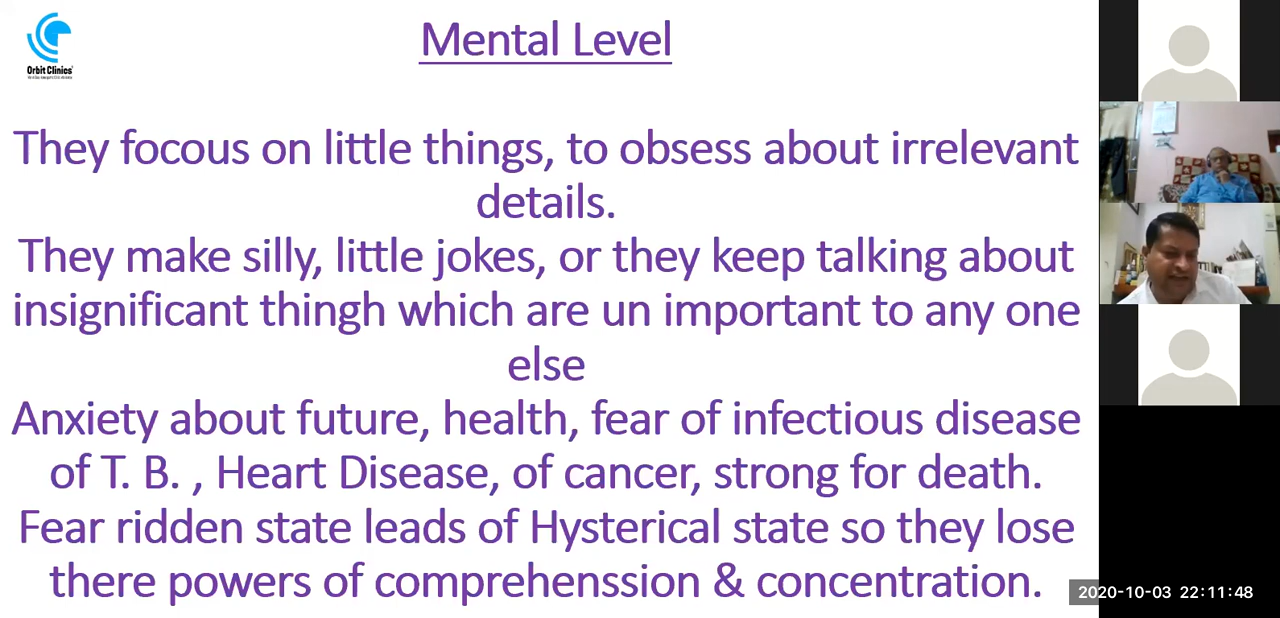 Orbit Clinics
Mental Level
They focous on little things, to obsess about irrelevant
details.
They make silly, little jokes, or they keep talking about
insignificant thingh which are un important to any one
else
Anxiety about future, health, fear of infectious disease
of T. B. , Heart Disease, of cancer, strong for death.
Fear ridden state leads of Hysterical state so they lose
there powers of comprehenssion & concentration.
2020-10-03 22:11:48